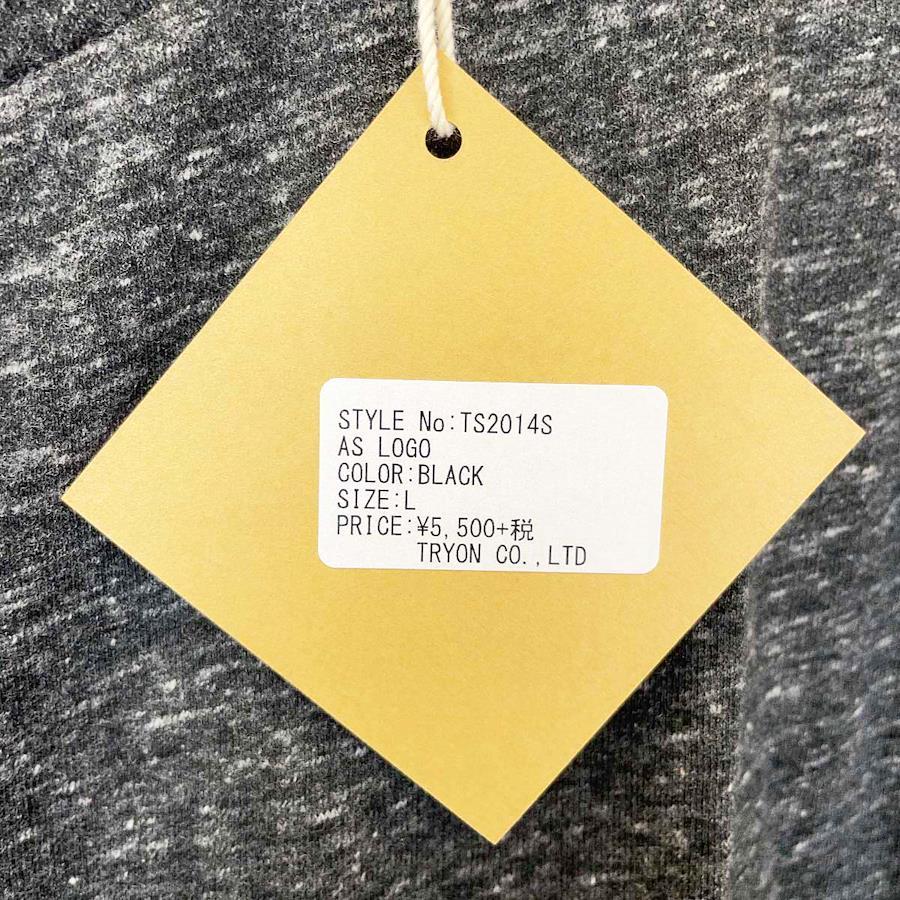 STYLE No:TS2014S
AS LOGO
COLOR:BLACK
SIZE:L
PRICE:¥5,500+税
TRYON CO.,LTD